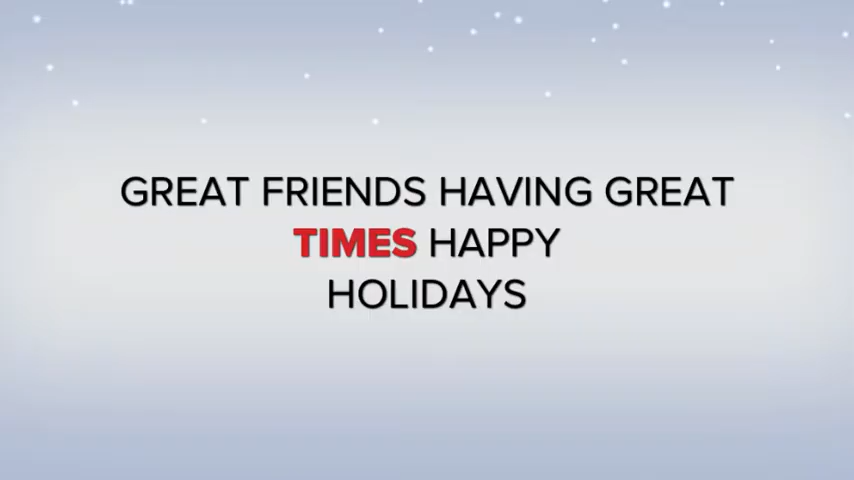 GREAT FRIENDS HAVING GREAT
TIMES HAPPY
HOLIDAYS